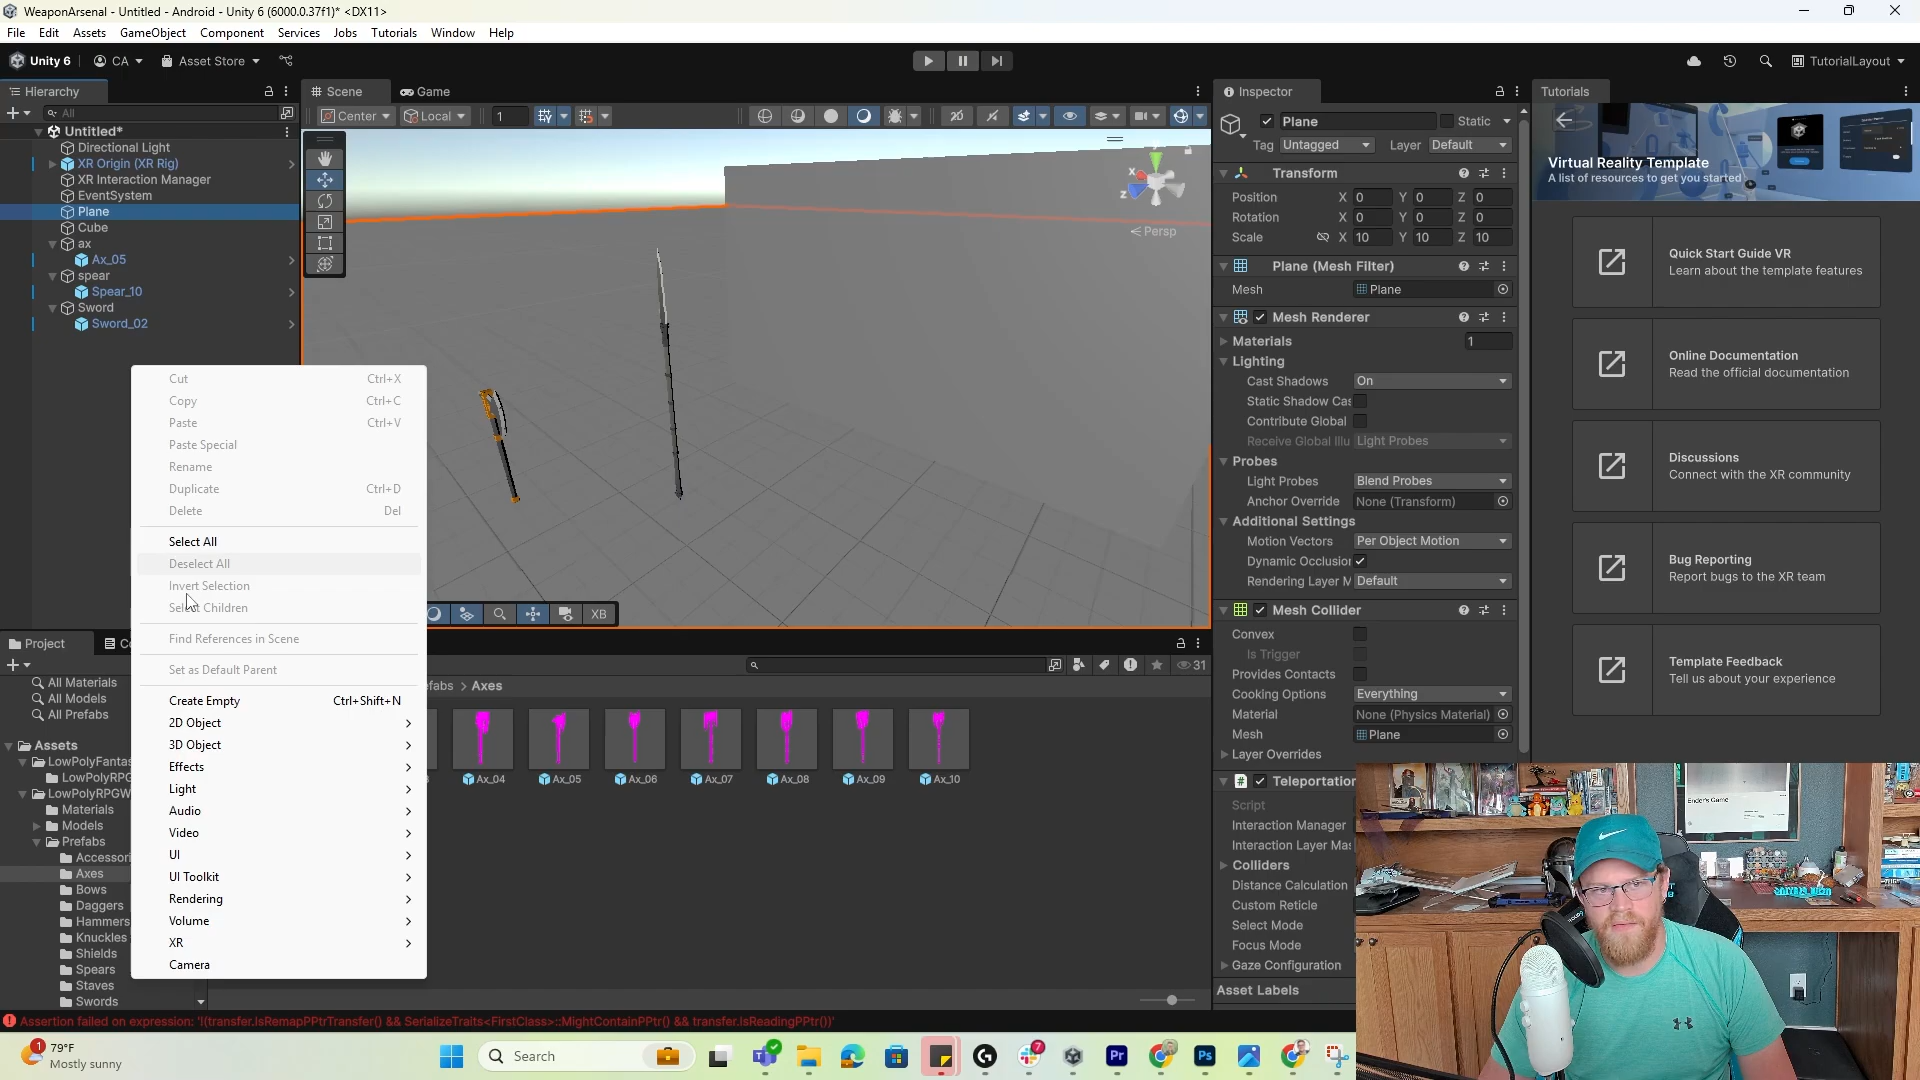 WeaponArsenal - Untitled - Android - Unity 6 (6000.0.37f1)* <DX11>
File Edit Assets GameObject Component Services Jobs Tutorials Window Help
Unity 6 CA Asset Store TutorialLayout
Hierarchy
All
Untitled*
Directional Light
XR Origin (XR Rig)
XR Interaction Manager
EventSystem
Plane
Cube
ax
Ax_05
spear
Spear_10
Sword
Sword_02
Scene Game
Center Local 1 2D
Persp
X
Z
XB
Cut Ctrl+X
Copy Ctrl+C
Paste Ctrl+V
Paste Special
Rename
Duplicate Ctrl+D
Delete Del
Select All
Deselect All
Invert Selection
Select Children
Find References in Scene
Set as Default Parent
Create Empty Ctrl+Shift+N
2D Object
3D Object
Effects
Light
Audio
Video
UI
UI Toolkit
Rendering
Volume
XR
Camera
Project Co
31
efabs > Axes
All Materials
All Models
All Prefabs
Assets
LowPolyFantas
LowPolyRPG
LowPolyRPGW
Materials
Models
Prefabs
Accessori
Axes
Bows
Daggers
Hammers
Knuckles
Shields
Spears
Staves
Swords
3 Ax_04 Ax_05 Ax_06 Ax_07 Ax_08 Ax_09 Ax_10
Inspector
Plane Static
Tag Untagged Layer Default
Transform
Position X 0 Y 0 Z 0
Rotation X 0 Y 0 Z 0
Scale X 10 Y 10 Z 10
Plane (Mesh Filter)
Mesh Plane
Mesh Renderer
Materials 1
Lighting
Cast Shadows On
Static Shadow Cas
Contribute Global
Receive Global Illu Light Probes
Probes
Light Probes Blend Probes
Anchor Override None (Transform)
Additional Settings
Motion Vectors Per Object Motion
Dynamic Occlusion
Rendering Layer M Default
Mesh Collider
Convex
Is Trigger
Provides Contacts
Cooking Options Everything
Material None (Physics Material)
Mesh Plane
Layer Overrides
Teleportation
Script
Interaction Manager
Interaction Layer Mas
Colliders
Distance Calculation
Custom Reticle
Select Mode
Focus Mode
Gaze Configuration
Asset Labels
Tutorials
Virtual Reality Template
A list of resources to get you started
Quick Start Guide VR
Learn about the template features
Online Documentation
Read the official documentation
Discussions
Connect with the XR community
Bug Reporting
Report bugs to the XR team
Template Feedback
Tell us about your experience
Ender's Game
Assertion failed on expression: '!(transfer.IsRemapPPtrTransfer() && SerializeTraits<FirstClass>::MightContainPPtr() && transfer.IsReadingPPtr())'
1
79°F
Mostly sunny
Search
7
Pr
Ps